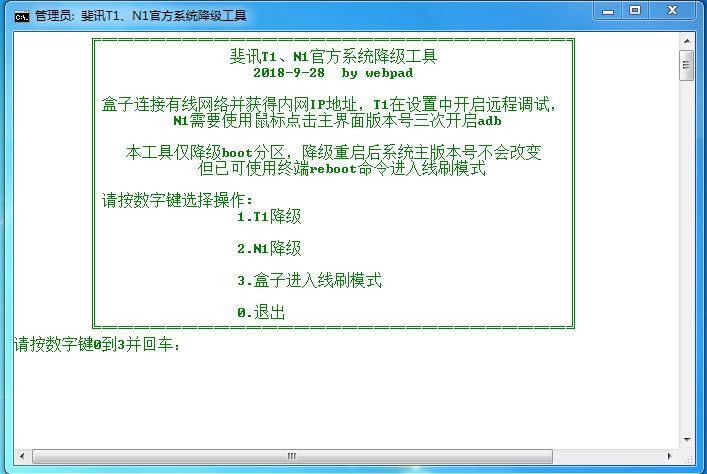 管理员: 斐讯T1、N1官方系统降级工具
斐讯T1、N1官方系统降级工具
2018-9-28 by webpad
盒子连接有线网络并获得内网IP地址，T1在设置中开启远程调试，
N1需要使用鼠标点击主界面版本号三次开启adb
本工具仅降级boot分区，降级重启后系统主版本号不会改变
但已可使用终端reboot命令进入线刷模式
请按数字键选择操作：
1.T1降级
2.N1降级
3.盒子进入线刷模式
0.退出
请按数字键0到3并回车：